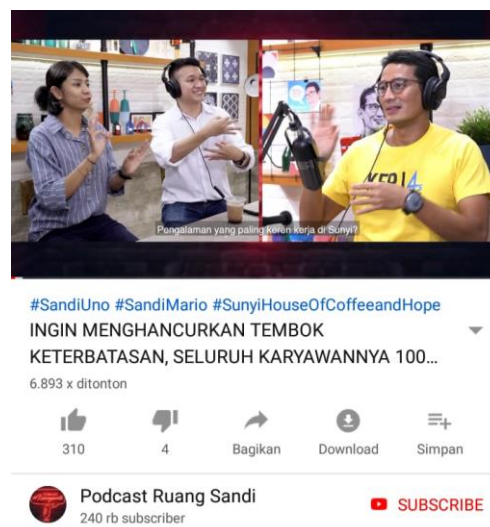 KERJA
Pengalaman yang paling keren kerja di Sunyi?
#SandiUno #SandiMario #SunyiHouseOfCoffeeandHope
INGIN MENGHANCURKAN TEMBOK
KETERBATASAN, SELURUH KARYAWANNYA 100...
6.893 x ditonton
310
4
Bagikan
Download
Simpan
Podcast Ruang Sandi
240 rb subscriber
SUBSCRIBE